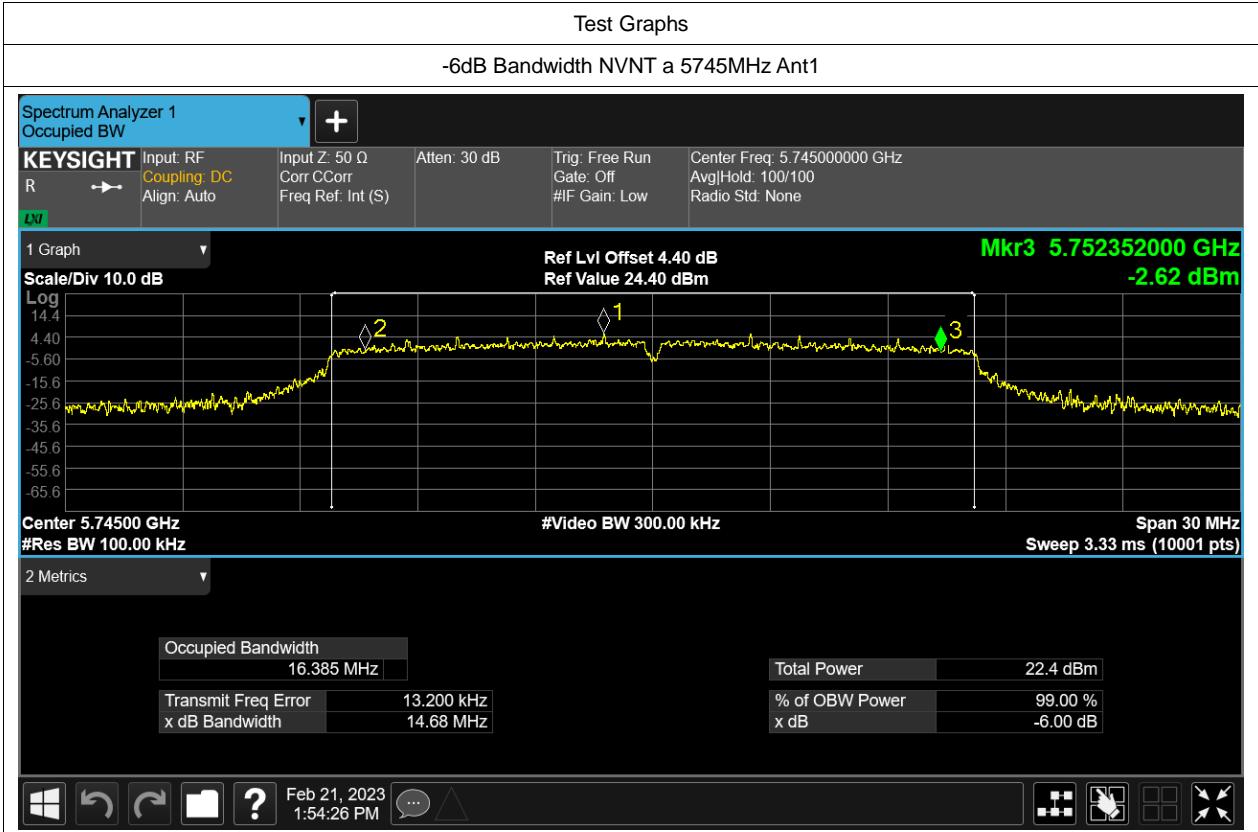 Test Graphs
-6dB Bandwidth NVNT a 5745MHz Ant1
Spectrum Analyzer 1
Occupied BW
KEYSIGHT
R
LXI
Input: RF
Coupling: DC
Align: Auto
Input Z: 50 Ω
Corr CCorr
Freq Ref: Int (S)
Atten: 30 dB
Trig: Free Run
Gate: Off
#IF Gain: Low
Center Freq: 5.745000000 GHz
Avg|Hold: 100/100
Radio Std: None
1 Graph
Scale/Div 10.0 dB
Ref Lvl Offset 4.40 dB
Ref Value 24.40 dBm
Mkr3 5.752352000 GHz
-2.62 dBm
Log
14.4
4.40
-5.60
-15.6
-25.6
-35.6
-45.6
-55.6
-65.6
2
1
3
Center 5.74500 GHz
#Res BW 100.00 kHz
#Video BW 300.00 kHz
Span 30 MHz
Sweep 3.33 ms (10001 pts)
2 Metrics
Occupied Bandwidth
16.385 MHz
Transmit Freq Error 13.200 kHz
x dB Bandwidth 14.68 MHz
Total Power 22.4 dBm
% of OBW Power 99.00 %
x dB -6.00 dB
?
Feb 21, 2023
1:54:26 PM